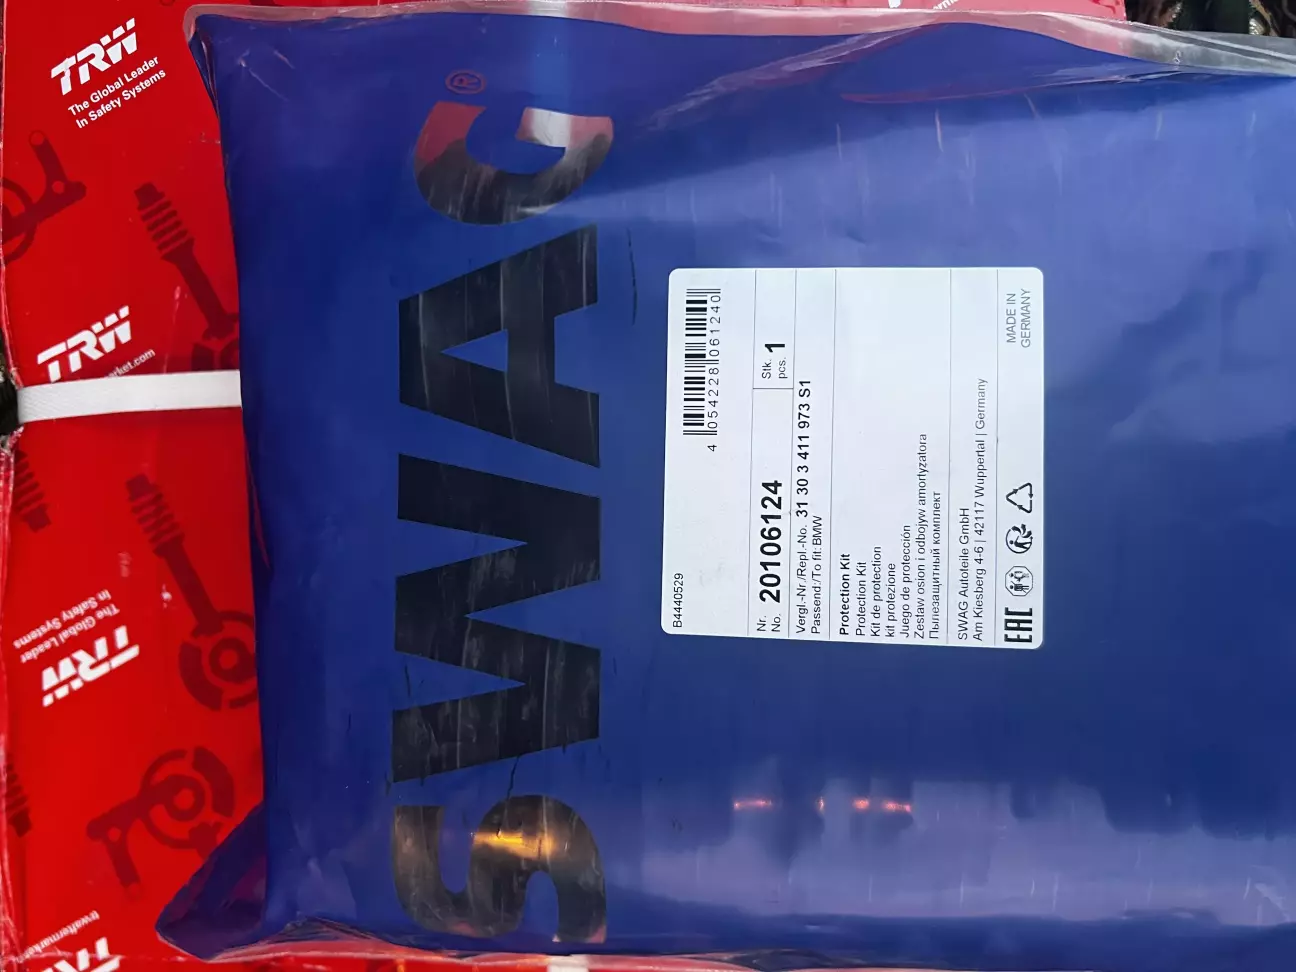 TRW
The Global Leader
In Safety Systems
TRW
The Global Leader
In Safety Systems
TRW
SWAG®
4 054228 061240
B4440529
Nr.
No. 20106124
Stk.
pcs. 1
Vergl.-Nr./Repl.-No. 31 30 3 411 973 S1
Passend:/To fit: BMW
Protection Kit
Protection Kit
Kit de protection
kit protezione
Juego de protección
Zestaw osion i odbojyw amortyzatora
Пылезащитный комплект
SWAG Autoteile GmbH
Am Kiesberg 4-6 | 42117 Wuppertal | Germany
EAC
MADE IN
GERMANY